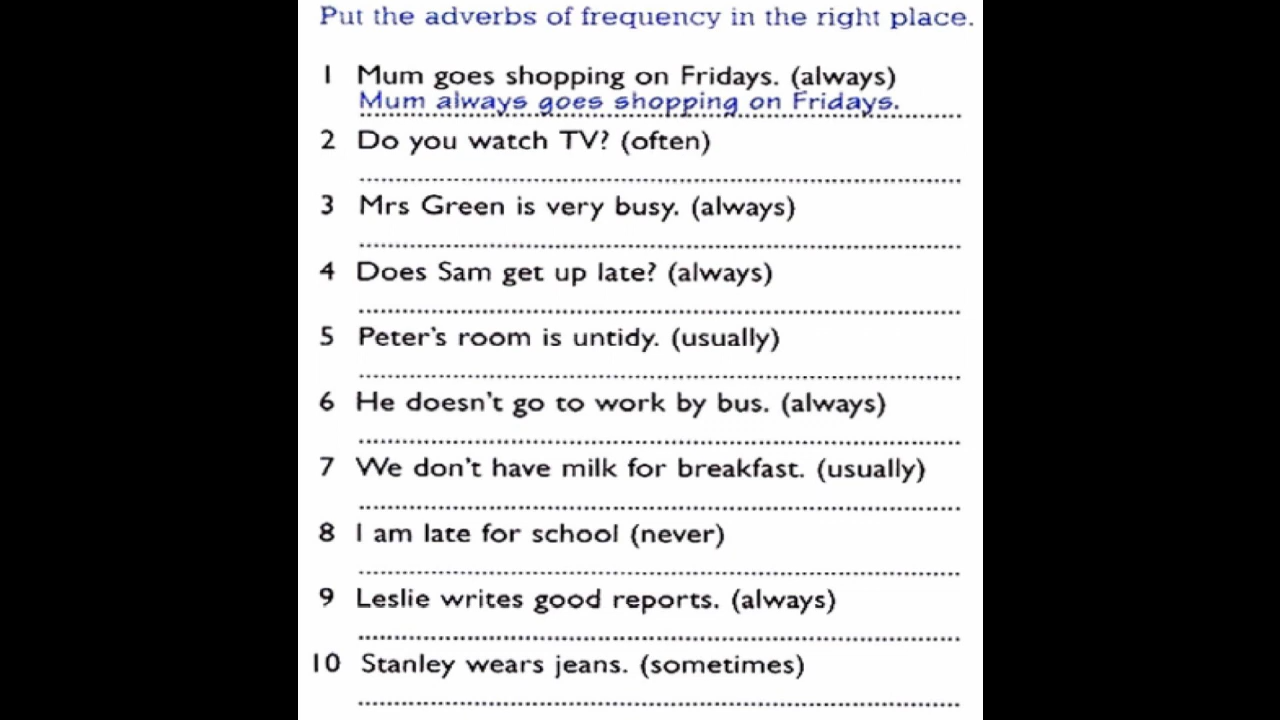 Put the adverbs of frequency in the right place.
1 Mum goes shopping on Fridays. (always)
Mum always goes shopping on Fridays.
2 Do you watch TV? (often)
3 Mrs Green is very busy. (always)
4 Does Sam get up late? (always)
5 Peter's room is untidy. (usually)
6 He doesn't go to work by bus. (always)
7 We don't have milk for breakfast. (usually)
8 I am late for school (never)
9 Leslie writes good reports. (always)
10 Stanley wears jeans. (sometimes)